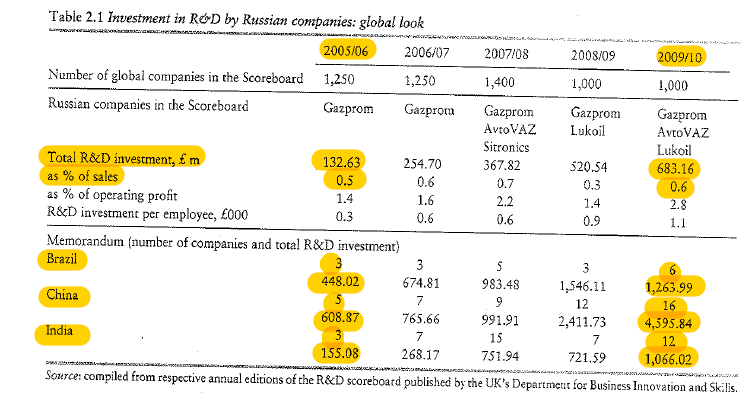 Table 2.1 Investment in R&D by Russian companies: global look
2005/06 2006/07 2007/08 2008/09 2009/10
Number of global companies in the Scoreboard 1,250 1,250 1,400 1,000 1,000
Russian companies in the Scoreboard Gazprom Gazprom Gazprom Gazprom Gazprom
AvtoVAZ Lukoil AvtoVAZ
Sitronics Lukoil
Total R&D investment, £ m 132.63 254.70 367.82 520.54 683.16
as % of sales 0.5 0.6 0.7 0.3 0.6
as % of operating profit 1.4 1.6 2.2 1.4 2.8
R&D investment per employee, £000 0.3 0.6 0.6 0.9 1.1
Memorandum (number of companies and total R&D investment)
Brazil 3 3 5 3 6
448.02 674.81 983.48 1,546.11 1,263.99
China 5 7 9 12 16
608.87 765.66 991.91 2,411.73 4,595.84
India 3 7 15 7 12
155.08 268.17 751.94 721.59 1,066.02
Source: compiled from respective annual editions of the R&D scoreboard published by the UK's Department for Business Innovation and Skills.